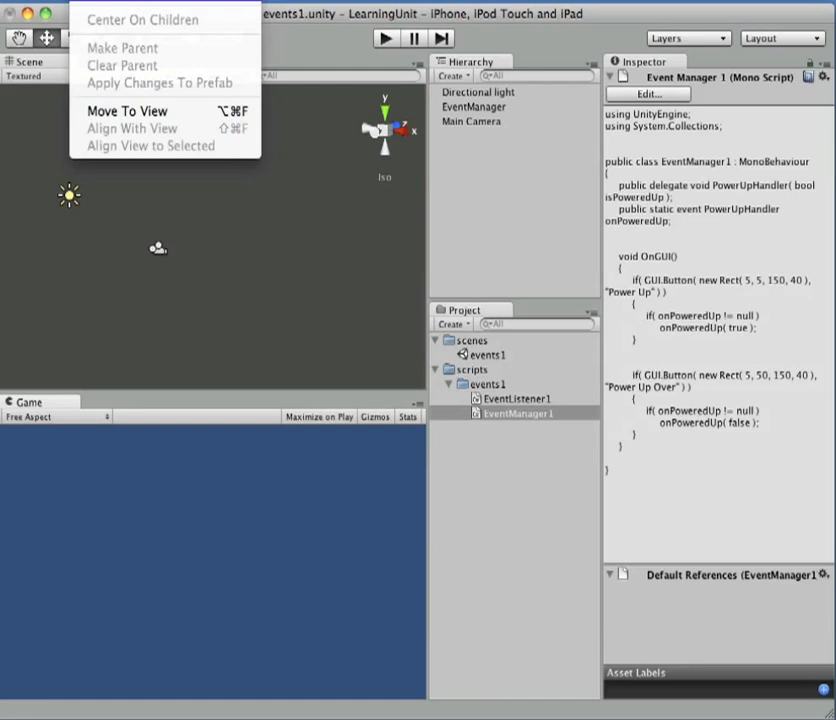 Center On Children
events1.unity – LearningUnit – iPhone, iPod Touch and iPad
Make Parent
Clear Parent
Apply Changes To Prefab
Move To View ⌥⌘F
Align With View ⇧⌘F
Align View to Selected
Layers
Layout
Scene
Textured
All
y
x
z
Iso
Hierarchy
Create
All
Directional light
EventManager
Main Camera
Project
Create
All
scenes
events1
scripts
events1
EventListener1
EventManager1
Game
Free Aspect
Maximize on Play
Gizmos
Stats
Inspector
Event Manager 1 (Mono Script)
Edit...
using UnityEngine;
using System.Collections;
public class EventManager1 : MonoBehaviour
{
public delegate void PowerUpHandler( bool
isPoweredUp );
public static event PowerUpHandler
onPoweredUp;
void OnGUI()
{
if( GUI.Button( new Rect( 5, 5, 150, 40 ),
"Power Up" ) )
{
if( onPoweredUp != null )
onPoweredUp( true );
}
if( GUI.Button( new Rect( 5, 50, 150, 40 ),
"Power Up Over" ) )
{
if( onPoweredUp != null )
onPoweredUp( false );
}
}
}
Default References (EventManager1
Asset Labels